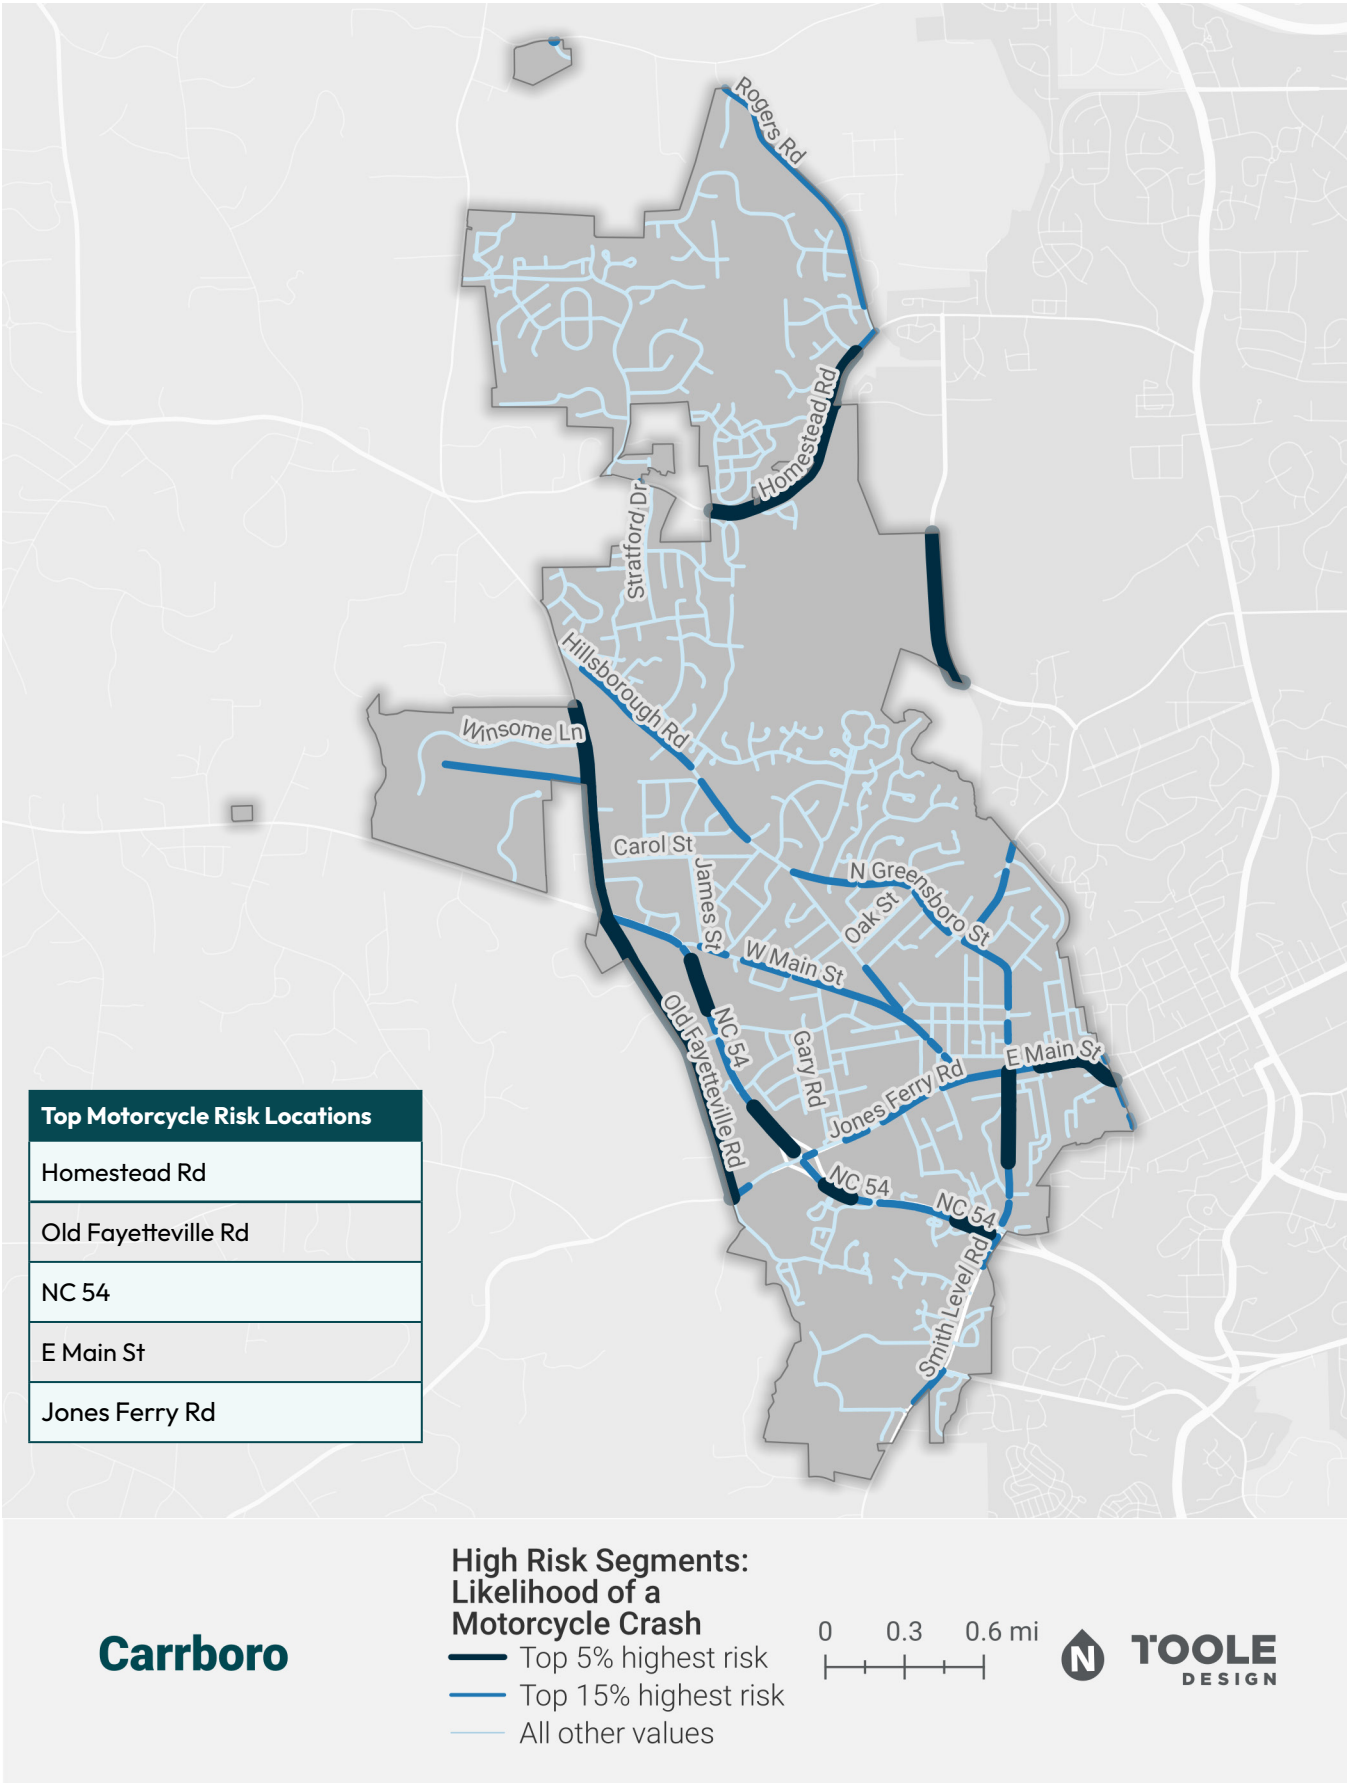 Rogers Rd
Homestead Rd
Stratford Dr
Hillsborough Rd
Winsome Ln
Carol St
James St
N Greensboro St
Oak St
W Main St
Old Fayetteville Rd
NC 54
Gary Rd
E Main St
Jones Ferry Rd
NC 54
NC 54
Smith Level Rd
Top Motorcycle Risk Locations
Homestead Rd
Old Fayetteville Rd
NC 54
E Main St
Jones Ferry Rd
Carrboro
High Risk Segments:
Likelihood of a
Motorcycle Crash
Top 5% highest risk
Top 15% highest risk
All other values
0 0.3 0.6 mi
N
TOOLE
DESIGN